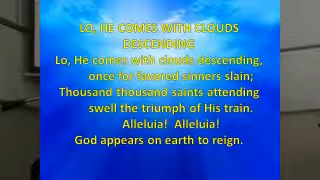 LO, HE COMES WITH CLOUDS
DESCENDING
Lo, He comes with clouds descending,
once for favored sinners slain;
Thousand thousand saints attending
swell the triumph of His train.
Alleluia!  Alleluia!
God appears on earth to reign.